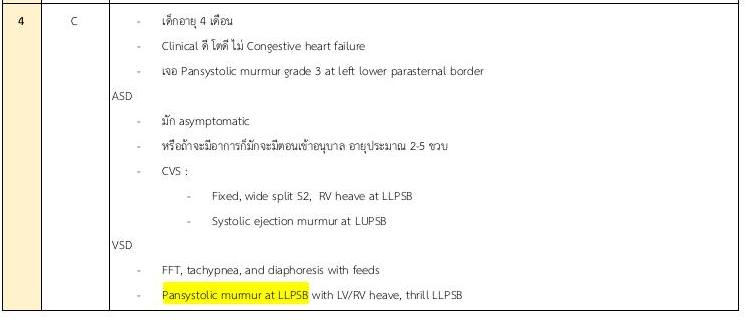 4 C - เด็กอายุ 4 เดือน
- Clinical ดี โตดี ไม่ Congestive heart failure
- เจอ Pansystolic murmur grade 3 at left lower parasternal border
ASD
- มัก asymptomatic
- หรือถ้าจะมีอาการก็มักจะมีตอนเข้าอนุบาล อายุประมาณ 2-5 ขวบ
- CVS :
- Fixed, wide split S2, RV heave at LLPSB
- Systolic ejection murmur at LUPSB
VSD
- FFT, tachypnea, and diaphoresis with feeds
- Pansystolic murmur at LLPSB with LV/RV heave, thrill LLPSB